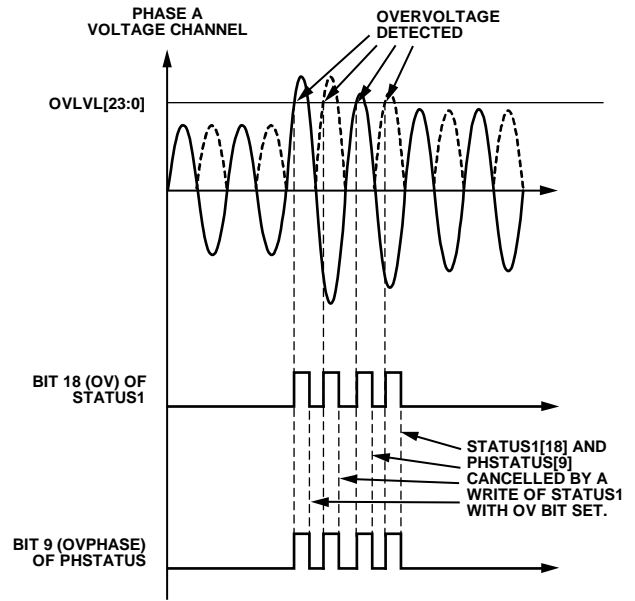 PHASE A
VOLTAGE CHANNEL
OVERVOLTAGE
DETECTED
OVLVL[23:0]
BIT 18 (OV) OF
STATUS1
STATUS1[18] AND
PHSTATUS[9]
CANCELLED BY A
WRITE OF STATUS1
WITH OV BIT SET.
BIT 9 (OVPHASE)
OF PHSTATUS